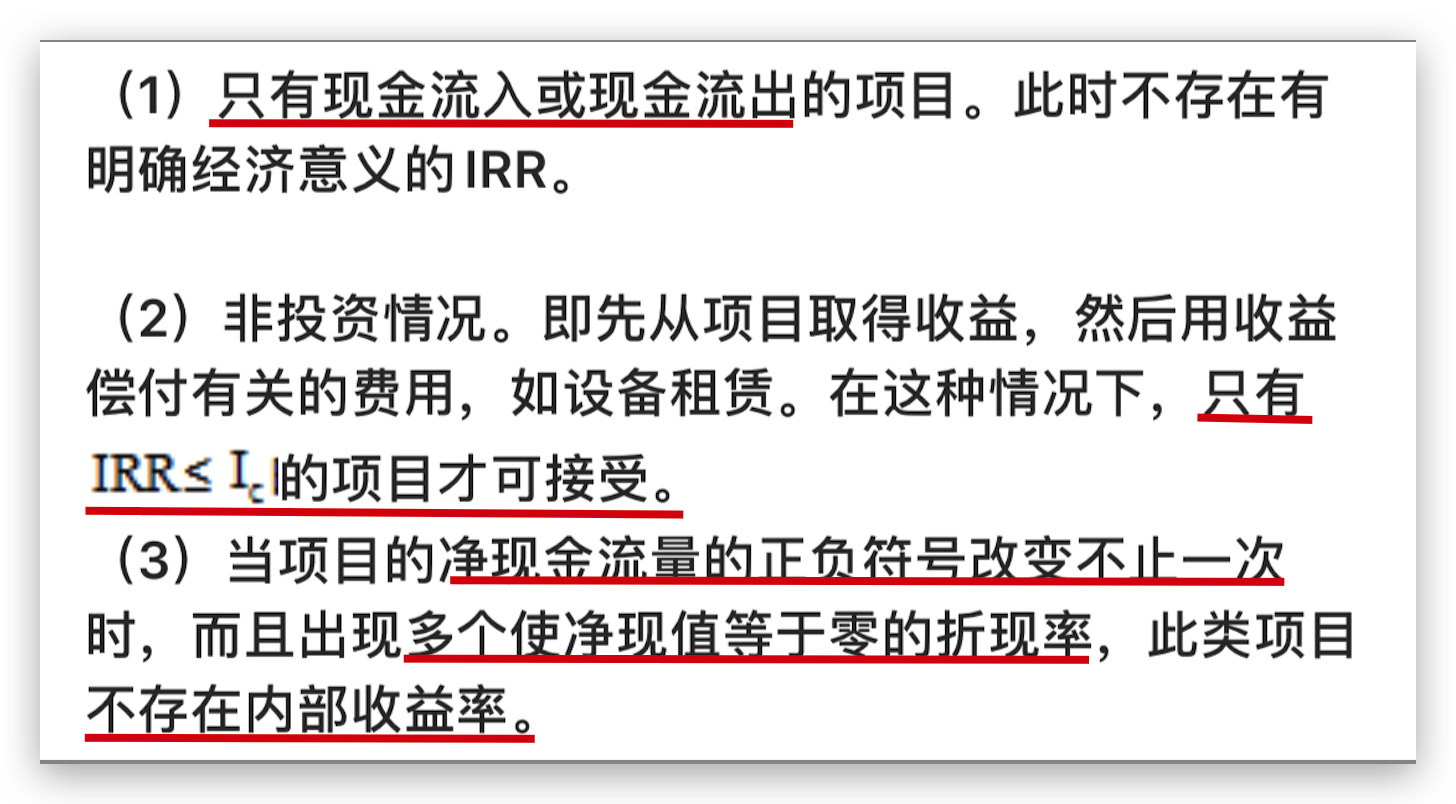 （1）只有现金流入或现金流出的项目。此时不存在有
明确经济意义的IRR。
（2）非投资情况。即先从项目取得收益，然后用收益
偿付有关的费用，如设备租赁。在这种情况下，只有
IRR≤ Ic的项目才可接受。
（3）当项目的净现金流量的正负符号改变不止一次
时，而且出现多个使净现值等于零的折现率，此类项目
不存在内部收益率。